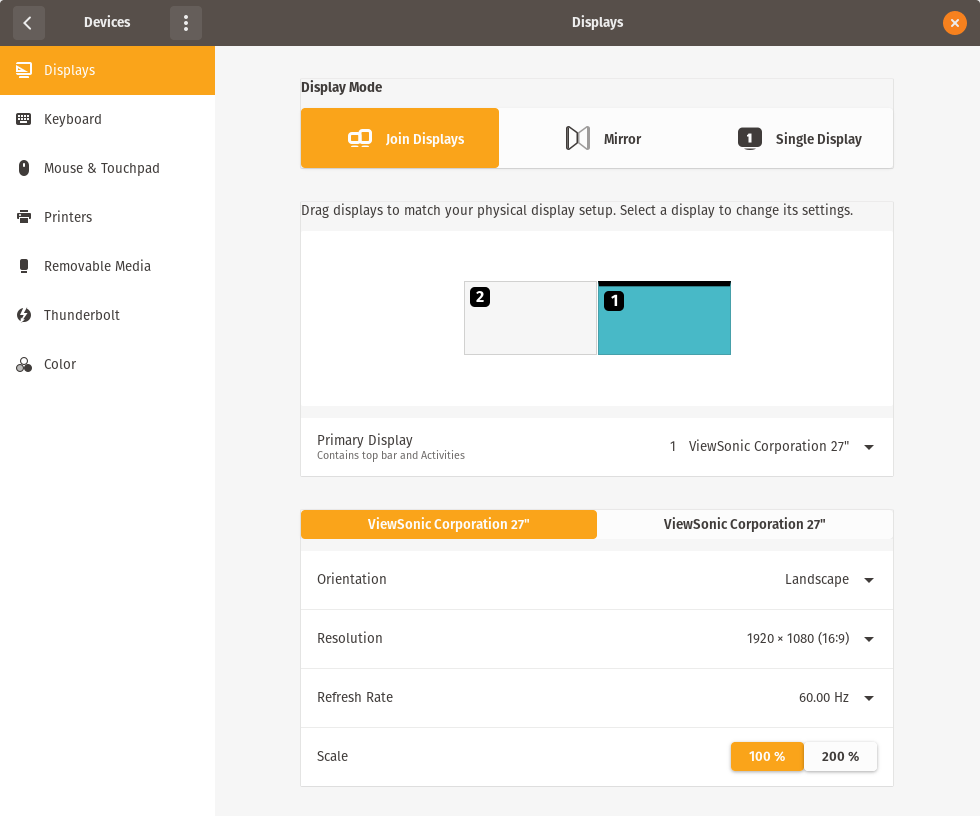 Devices
Displays
Displays
Keyboard
Mouse & Touchpad
Printers
Removable Media
Thunderbolt
Color
Display Mode
Join Displays
Mirror
1 Single Display
Drag displays to match your physical display setup. Select a display to change its settings.
2 1
Primary Display
Contains top bar and Activities
1 ViewSonic Corporation 27"
ViewSonic Corporation 27" ViewSonic Corporation 27"
Orientation Landscape
Resolution 1920 × 1080 (16:9)
Refresh Rate 60.00 Hz
Scale 100 % 200 %